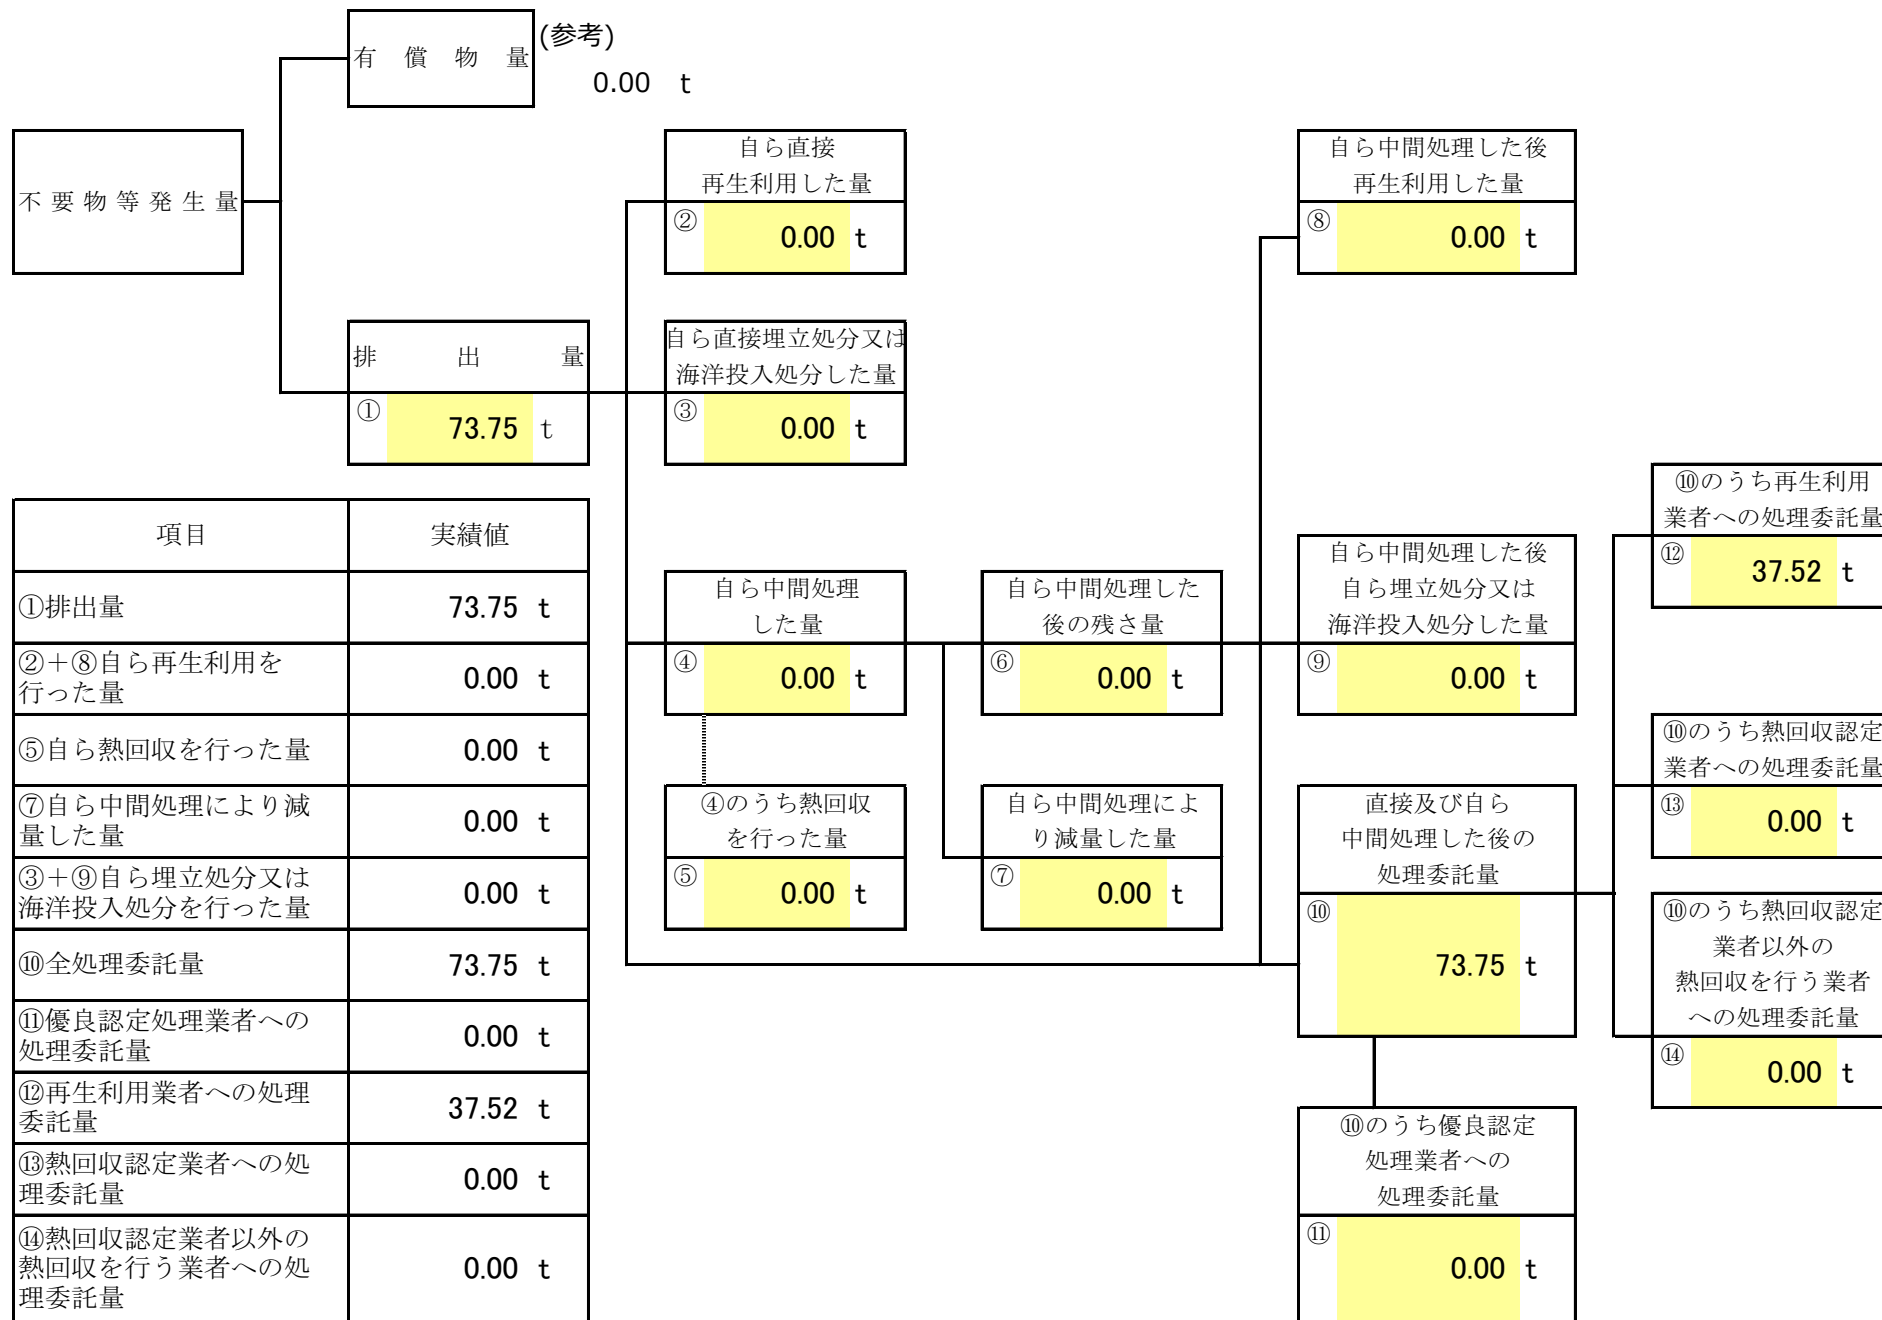 有償物量
(参考)
0.00 t
不要物等発生量
自ら直接
再生利用した量
② 0.00 t
自ら中間処理した後
再生利用した量
⑧ 0.00 t
排出量
① 73.75 t
自ら直接埋立処分又は
海洋投入処分した量
③ 0.00 t
⑩のうち再生利用
業者への処理委託量
⑫ 37.52 t
自ら中間処理
した量
④ 0.00 t
自ら中間処理した
後の残さ量
⑥ 0.00 t
自ら中間処理した後
自ら埋立処分又は
海洋投入処分した量
⑨ 0.00 t
⑩のうち熱回収認定
業者への処理委託量
⑬ 0.00 t
④のうち熱回収
を行った量
⑤ 0.00 t
自ら中間処理によ
り減量した量
⑦ 0.00 t
直接及び自ら
中間処理した後の
処理委託量
⑩ 73.75 t
⑩のうち熱回収認定
業者以外の
熱回収を行う業者
への処理委託量
⑭ 0.00 t
⑩のうち優良認定
処理業者への
処理委託量
⑪ 0.00 t
項目 実績値
①排出量 73.75 t
②+⑧自ら再生利用を
行った量 0.00 t
⑤自ら熱回収を行った量 0.00 t
⑦自ら中間処理により減
量した量 0.00 t
③+⑨自ら埋立処分又は
海洋投入処分を行った量 0.00 t
⑩全処理委託量 73.75 t
⑪優良認定処理業者への
処理委託量 0.00 t
⑫再生利用業者への処理
委託量 37.52 t
⑬熱回収認定業者への処
理委託量 0.00 t
⑭熱回収認定業者以外の
熱回収を行う業者への処
理委託量 0.00 t